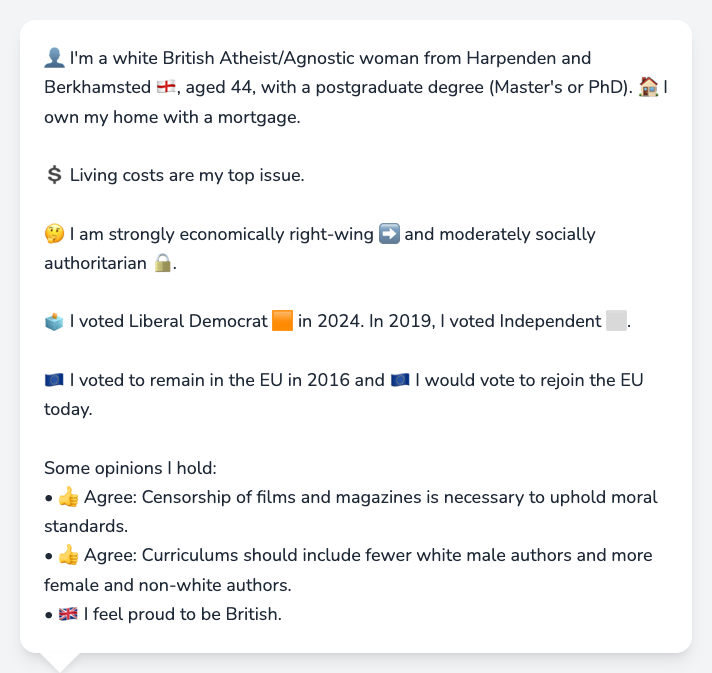 👤 I'm a white British Atheist/Agnostic woman from Harpenden and
Berkhamsted 🏴󠁧󠁢󠁥󠁮󠁧󠁿, aged 44, with a postgraduate degree (Master's or PhD). 🏠 I
own my home with a mortgage.
💲 Living costs are my top issue.
🤔 I am strongly economically right-wing ➡️ and moderately socially
authoritarian 🔒.
🗳️ I voted Liberal Democrat 🟧 in 2024. In 2019, I voted Independent ⬜.
🇪🇺 I voted to remain in the EU in 2016 and 🇪🇺 I would vote to rejoin the EU
today.
Some opinions I hold:
• 👍 Agree: Censorship of films and magazines is necessary to uphold moral
standards.
• 👍 Agree: Curriculums should include fewer white male authors and more
female and non-white authors.
• 🇬🇧 I feel proud to be British.